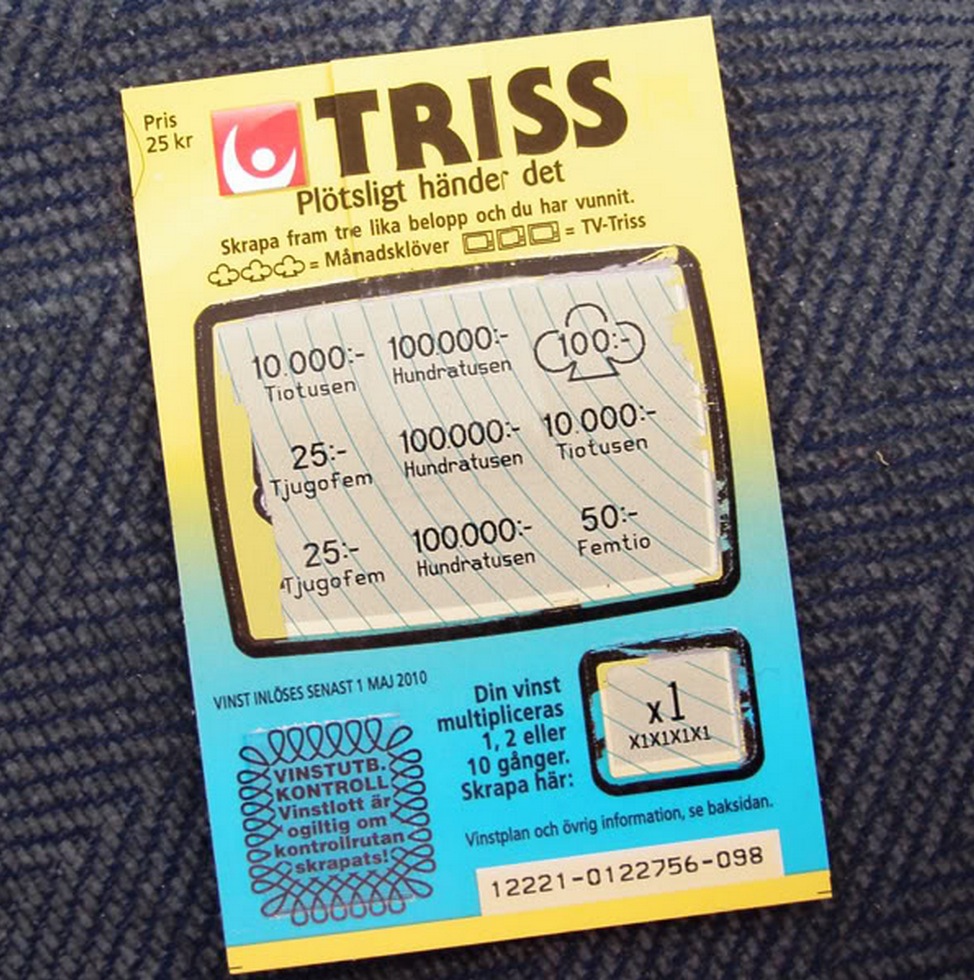 Pris
25 kr
TRISS
Plötsligt händer det
Skrapa fram tre lika belopp och du har vunnit.
= Månadsklöver = TV-Triss
10.000:- 100.000:- 100:-
Tiotusen Hundratusen
25:- 100.000:- 10.000:-
Tjugofem Hundratusen Tiotusen
25:- 100.000:- 50:-
Tjugofem Hundratusen Femtio
VINST INLÖSES SENAST 1 MAJ 2010
VINSTUTB.
KONTROLL
Vinstlott är
ogiltig om
kontrollrutan
skrapats!
Din vinst
multipliceras
1, 2 eller
10 gånger.
Skrapa här:
x1
X1X1X1X1
Vinstplan och övrig information, se baksidan.
12221-0122756-098